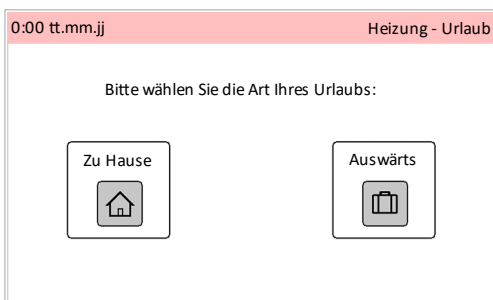 0:00 tt.mm.jj Heizung - Urlaub
Bitte wählen Sie die Art Ihres Urlaubs:
Zu Hause Auswärts